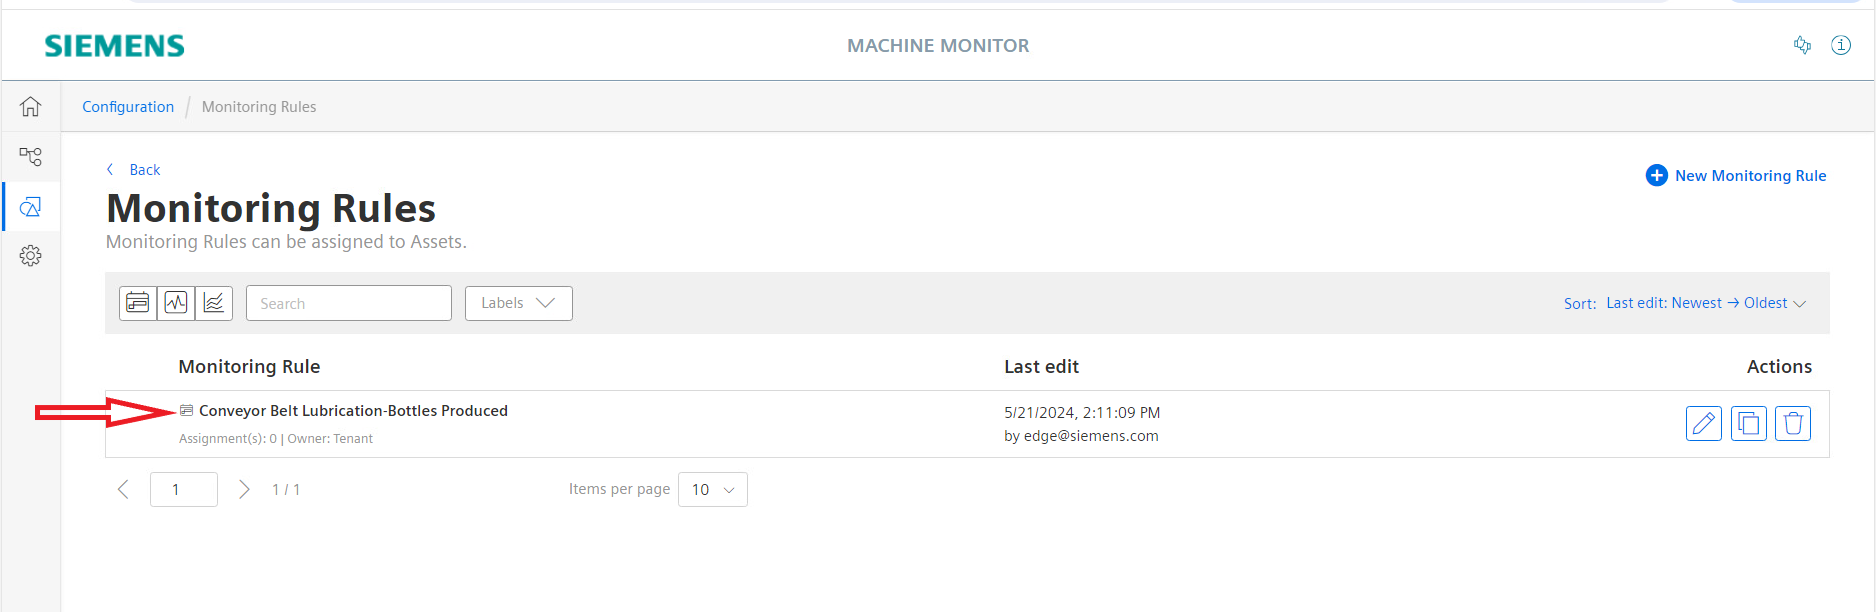 SIEMENS
MACHINE MONITOR
Configuration / Monitoring Rules
Back
New Monitoring Rule
Monitoring Rules
Monitoring Rules can be assigned to Assets.
Search
Labels
Sort: Last edit: Newest → Oldest
Monitoring Rule Last edit Actions
Conveyor Belt Lubrication-Bottles Produced
Assignment(s): 0 | Owner: Tenant
5/21/2024, 2:11:09 PM
by edge@siemens.com
1 1 / 1 Items per page 10